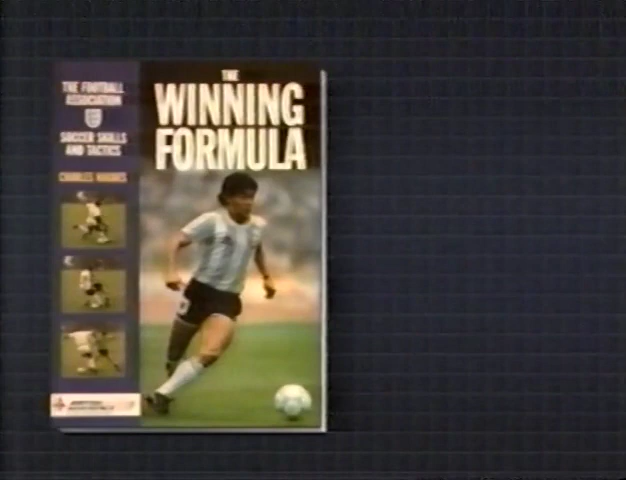 THE FOOTBALL
ASSOCIATION
SOCCER SKILLS
AND TACTICS
CHARLES HUGHES
THE
WINNING
FORMULA